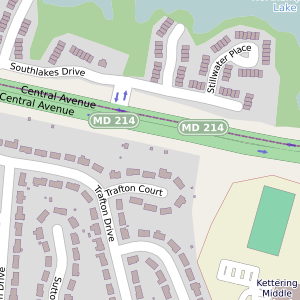 Lake
Stillwater Place
Southlakes Drive
Central Avenue
Central Avenue
MD 214
MD 214
Trafton Court
Trafton Drive
Drive
Kettering
Middle